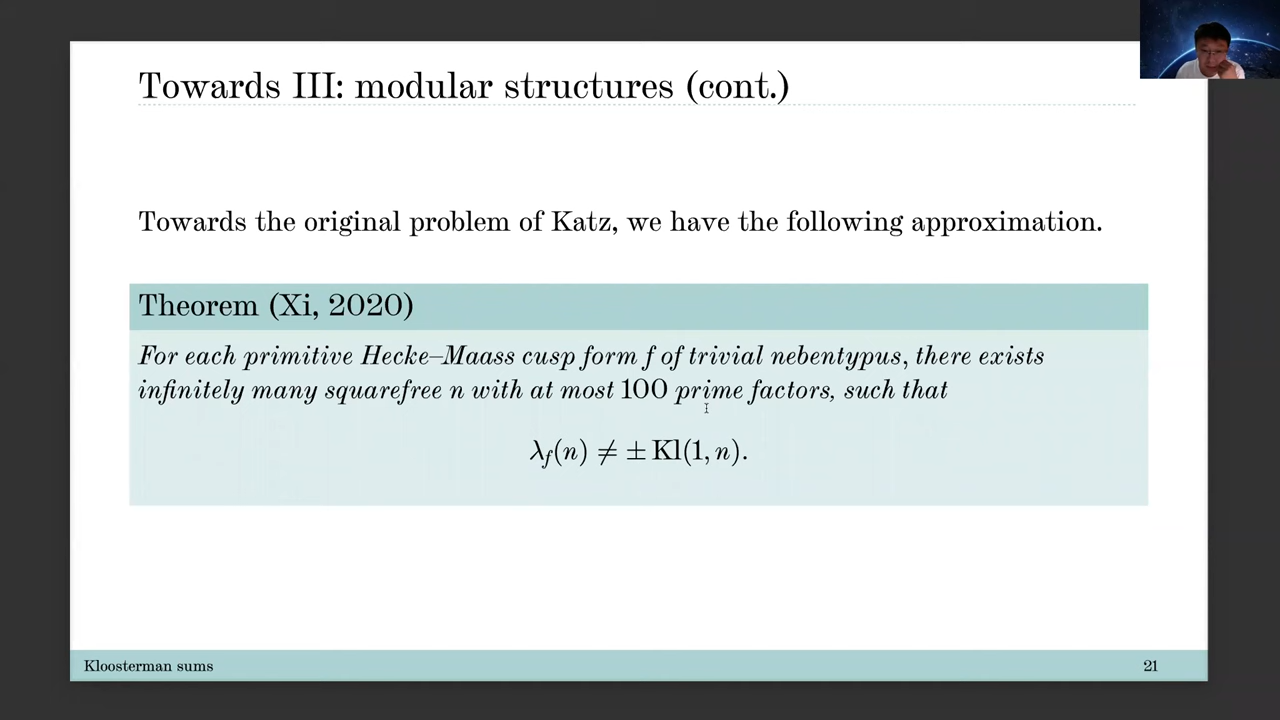 Towards III: modular structures (cont.)
Towards the original problem of Katz, we have the following approximation.
Theorem (Xi, 2020)
For each primitive Hecke–Maass cusp form f of trivial nebentypus, there exists
infinitely many squarefree n with at most 100 prime factors, such that
λ_f(n) ≠ ± Kl(1, n).
Kloosterman sums
21